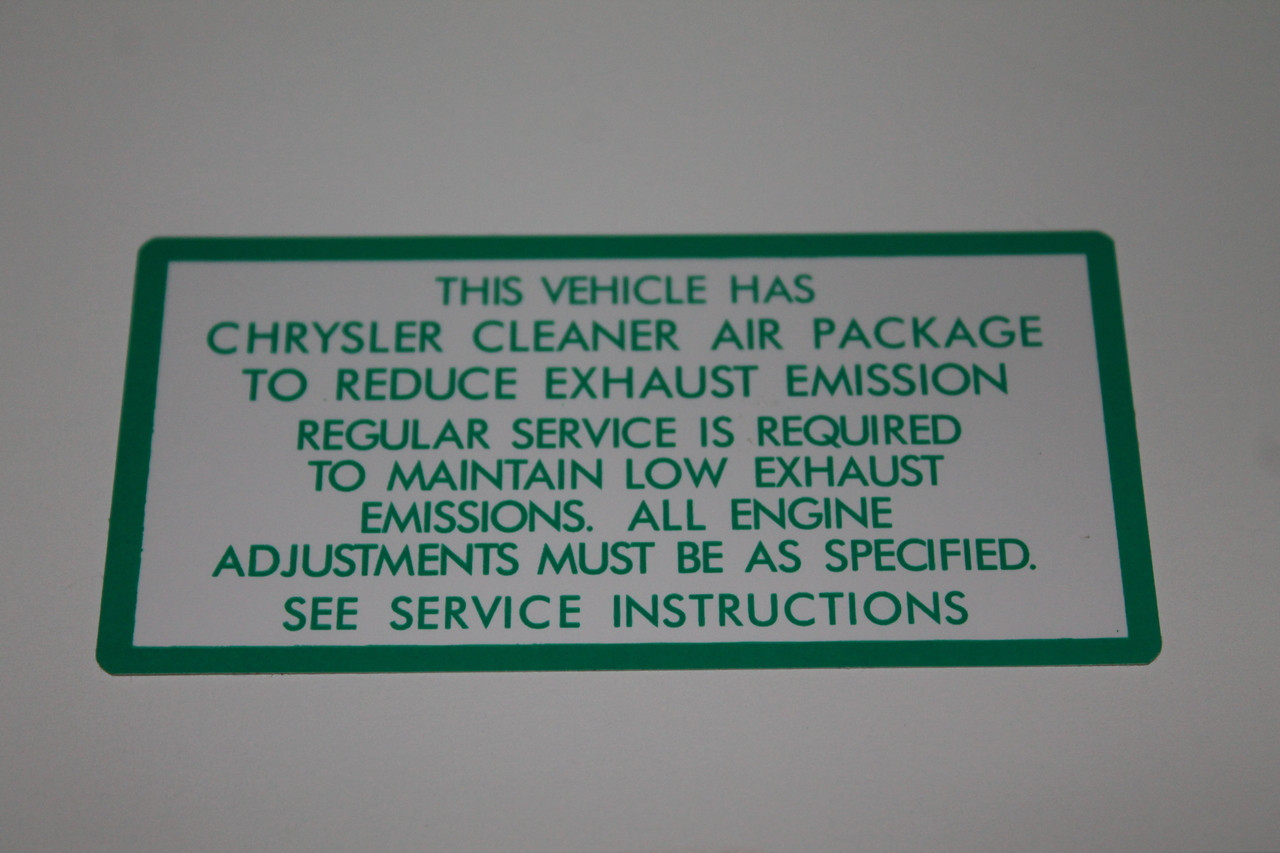 THIS VEHICLE HAS
CHRYSLER CLEANER AIR PACKAGE
TO REDUCE EXHAUST EMISSION
REGULAR SERVICE IS REQUIRED
TO MAINTAIN LOW EXHAUST
EMISSIONS. ALL ENGINE
ADJUSTMENTS MUST BE AS SPECIFIED.
SEE SERVICE INSTRUCTIONS